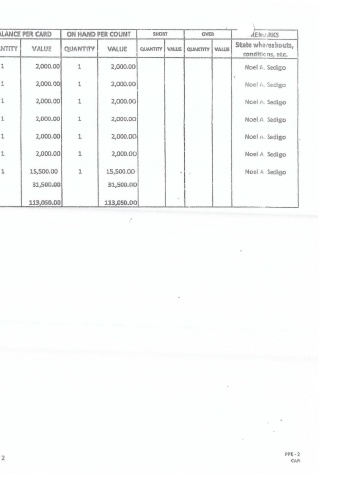 ALANCE PER CARD ON HAND PER COUNT SHORT OVER REMARKS
NTITY VALUE QUANTITY VALUE QUANTITY VALUE QUANTITY VALUE State whereabouts, conditions, etc.
1 2,000.00 1 2,000.00 Noel A. Sedigo
1 2,000.00 1 2,000.00 Noel A. Sedigo
1 2,000.00 1 2,000.00 Noel A. Sedigo
1 2,000.00 1 2,000.00 Noel A. Sedigo
1 2,000.00 1 2,000.00 Noel A. Sedigo
1 2,000.00 1 2,000.00 Noel A. Sedigo
1 15,500.00 1 15,500.00 Noel A. Sedigo
31,500.00 31,500.00
113,050.00 113,050.00
PPE - 2
2 CAR